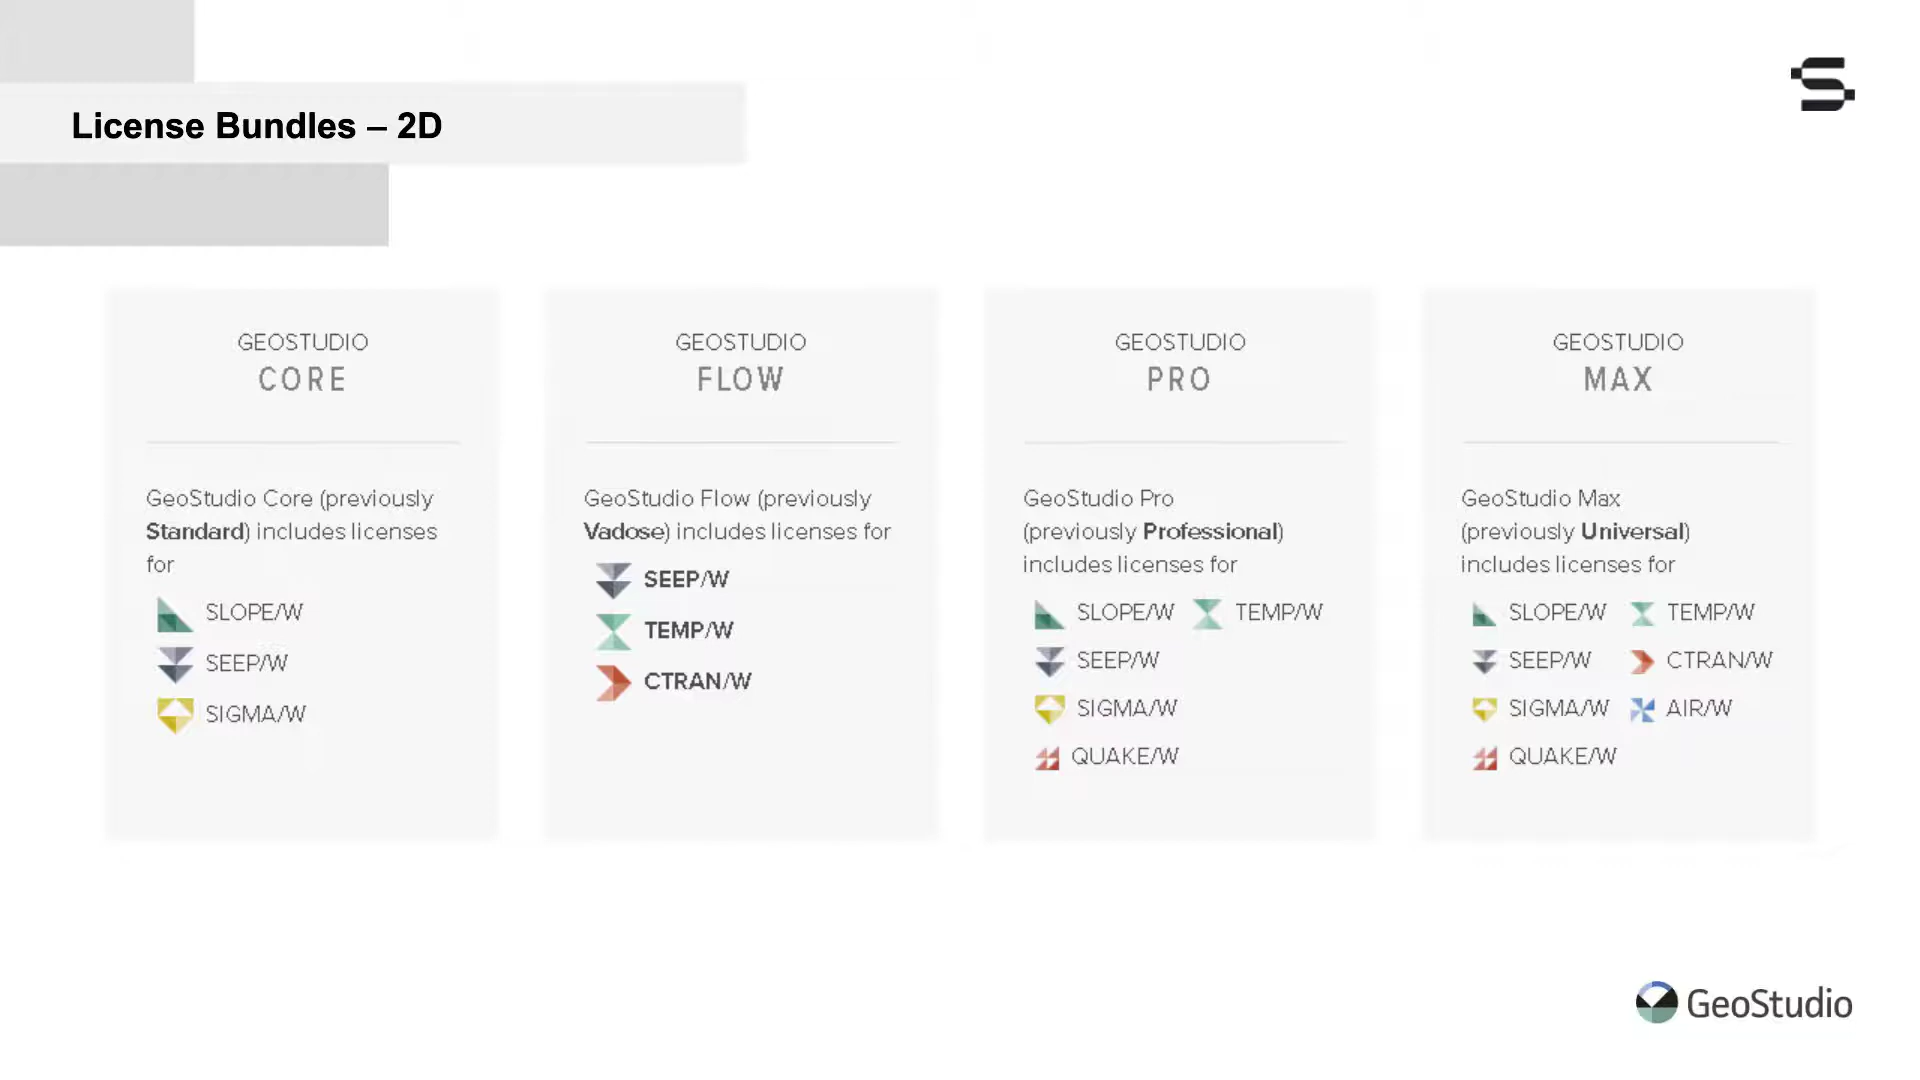 License Bundles – 2D
GEOSTUDIO
CORE
GeoStudio Core (previously
Standard) includes licenses
for
SLOPE/W
SEEP/W
SIGMA/W
GEOSTUDIO
FLOW
GeoStudio Flow (previously
Vadose) includes licenses for
SEEP/W
TEMP/W
CTRAN/W
GEOSTUDIO
PRO
GeoStudio Pro
(previously Professional)
includes licenses for
SLOPE/W TEMP/W
SEEP/W
SIGMA/W
QUAKE/W
GEOSTUDIO
MAX
GeoStudio Max
(previously Universal)
includes licenses for
SLOPE/W TEMP/W
SEEP/W CTRAN/W
SIGMA/W AIR/W
QUAKE/W
GeoStudio